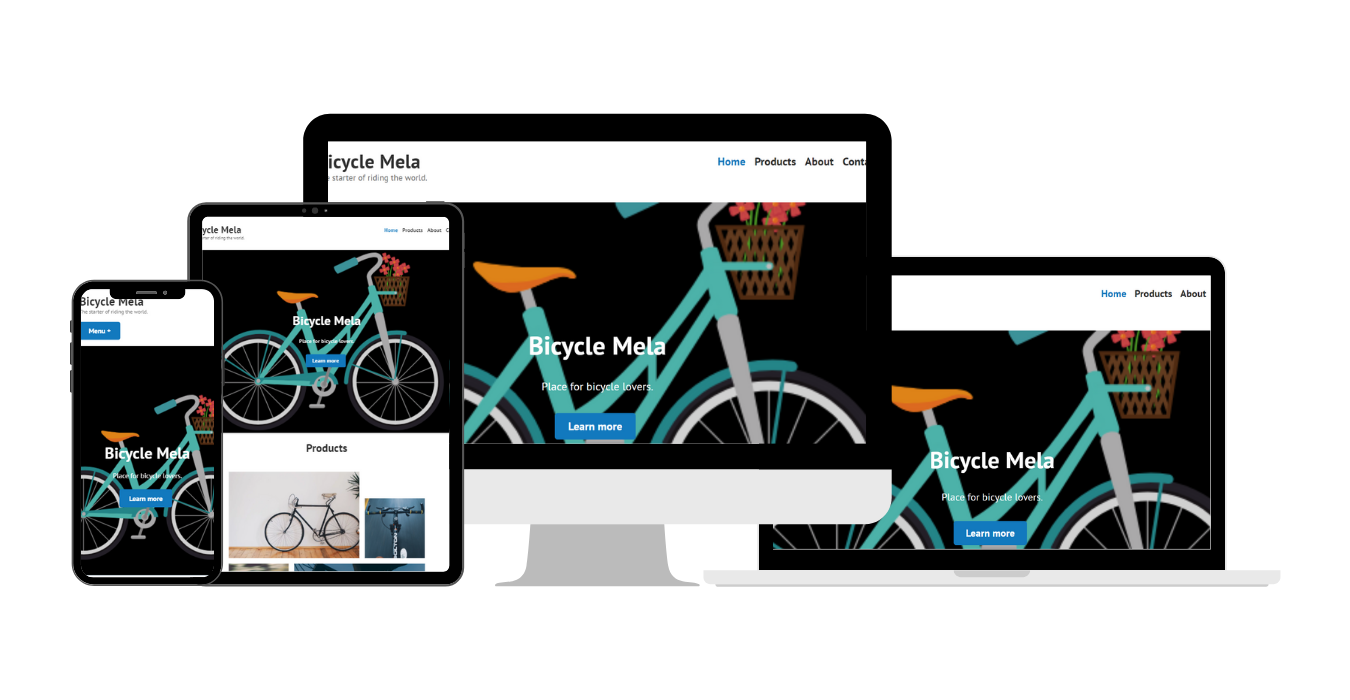 icycle Mela
e starter of riding the world.
Home Products About Conta
ycle Mela
rter of riding the world.
Home Products About C
Bicycle Mela
Place for bicycle lovers.
Learn more
Products
BOLTON
Bicycle Mela
The starter of riding the world.
Menu +
Bicycle Mela
Place for bicycle lovers.
Learn more
Bicycle Mela
Place for bicycle lovers.
Learn more
Home Products About
Bicycle Mela
Place for bicycle lovers.
Learn more